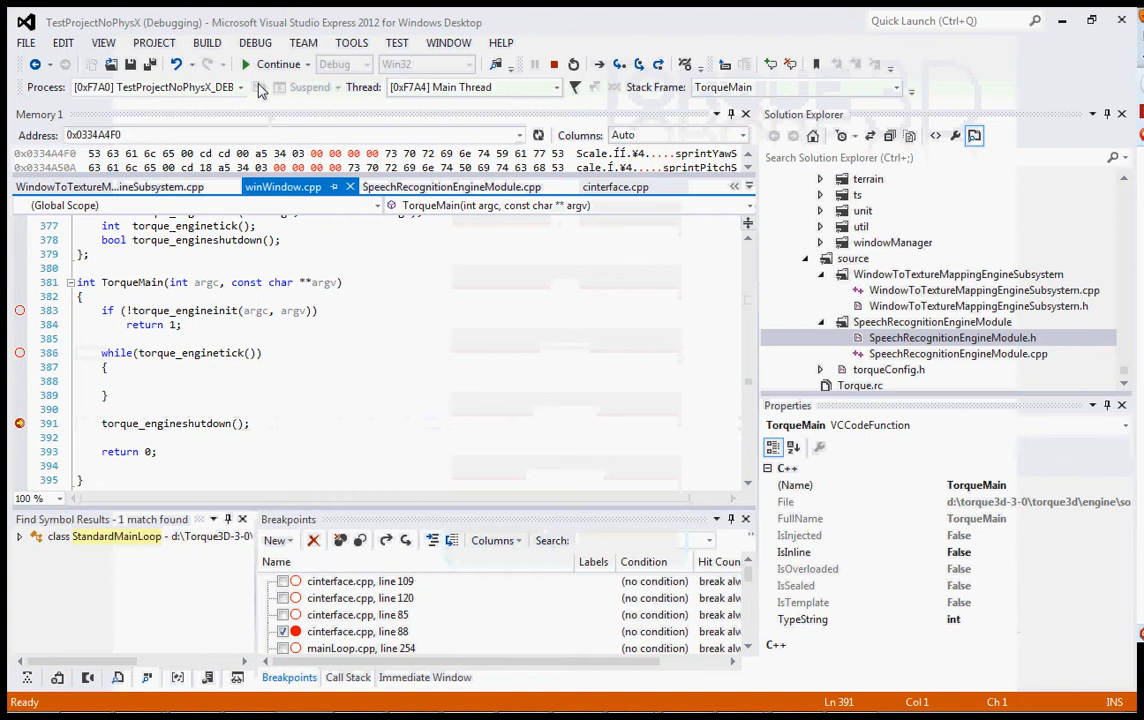 TestProjectNoPhysX (Debugging) - Microsoft Visual Studio Express 2012 for Windows Desktop
Quick Launch (Ctrl+Q)
FILE EDIT VIEW PROJECT BUILD DEBUG TEAM TOOLS TEST WINDOW HELP
Continue Debug Win32
Process: [0xF7A0] TestProjectNoPhysX_DEB Suspend Thread: [0xF7A4] Main Thread Stack Frame: TorqueMain
Memory 1
Address: 0x0334A4F0 Columns: Auto
0x0334A4F0 53 63 61 6c 65 00 cd cd 00 a5 34 03 00 00 00 00 73 70 72 69 6e 74 59 61 77 53 Scale.ÍÍ.¥4.....sprintYawS
0x0334A50A 63 61 6c 65 00 cd 18 a5 34 03 00 00 00 00 73 70 72 69 6e 74 50 69 74 63 68 53 cale.Í.¥4.....sprintPitchS
WindowToTextureM...ineSubsystem.cpp winWindow.cpp SpeechRecognitionEngineModule.cpp cinterface.cpp
(Global Scope) TorqueMain(int argc, const char ** argv)
377 int torque_enginetick();
378 bool torque_engineshutdown();
379 };
380
381 int TorqueMain(int argc, const char **argv)
382 {
383 if (!torque_engineinit(argc, argv))
384 return 1;
385
386 while(torque_enginetick())
387 {
388
389 }
390
391 torque_engineshutdown();
392
393 return 0;
394
395 }
100 %
Find Symbol Results - 1 match found
class StandardMainLoop - d:\Torque3D-3-0\
Breakpoints
New Columns Search:
Name Labels Condition Hit Coun
cinterface.cpp, line 109 (no condition) break alw
cinterface.cpp, line 120 (no condition) break alw
cinterface.cpp, line 85 (no condition) break alw
cinterface.cpp, line 88 (no condition) break alw
mainLoop.cpp, line 254 (no condition) break alw
Breakpoints Call Stack Immediate Window
Solution Explorer
Search Solution Explorer (Ctrl+;)
terrain
ts
unit
util
windowManager
source
WindowToTextureMappingEngineSubsystem
WindowToTextureMappingEngineSubsystem.cpp
WindowToTextureMappingEngineSubsystem.h
SpeechRecognitionEngineModule
SpeechRecognitionEngineModule.h
SpeechRecognitionEngineModule.cpp
torqueConfig.h
Torque.rc
Properties
TorqueMain VCCodeFunction
C++
(Name) TorqueMain
File d:\torque3d-3-0\torque3d\engine\so
FullName TorqueMain
IsInjected False
IsInline False
IsOverloaded False
IsSealed False
IsTemplate False
TypeString int
C++
Ready Ln 391 Col 1 Ch 1 INS